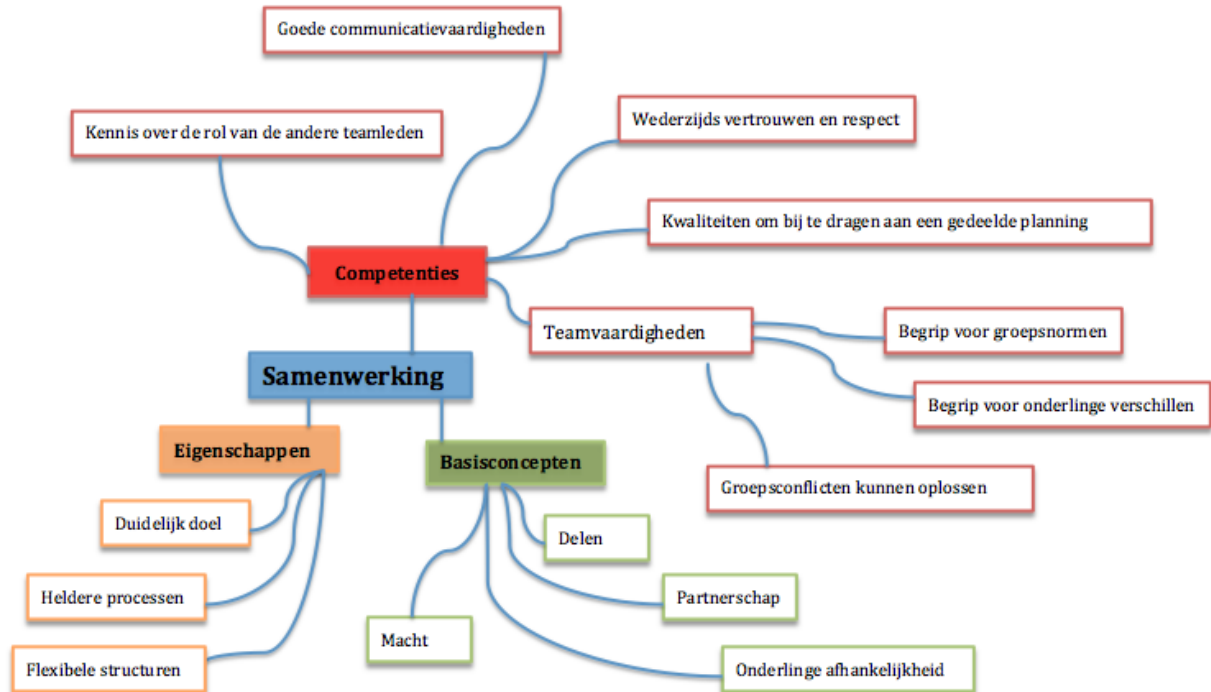 Goede communicatievaardigheden
Kennis over de rol van de andere teamleden
Wederzijds vertrouwen en respect
Kwaliteiten om bij te dragen aan een gedeelde planning
Competenties
Teamvaardigheden
Begrip voor groepsnormen
Begrip voor onderlinge verschillen
Groepsconflicten kunnen oplossen
Samenwerking
Eigenschappen
Duidelijk doel
Heldere processen
Flexibele structuren
Basisconcepten
Delen
Partnerschap
Macht
Onderlinge afhankelijkheid